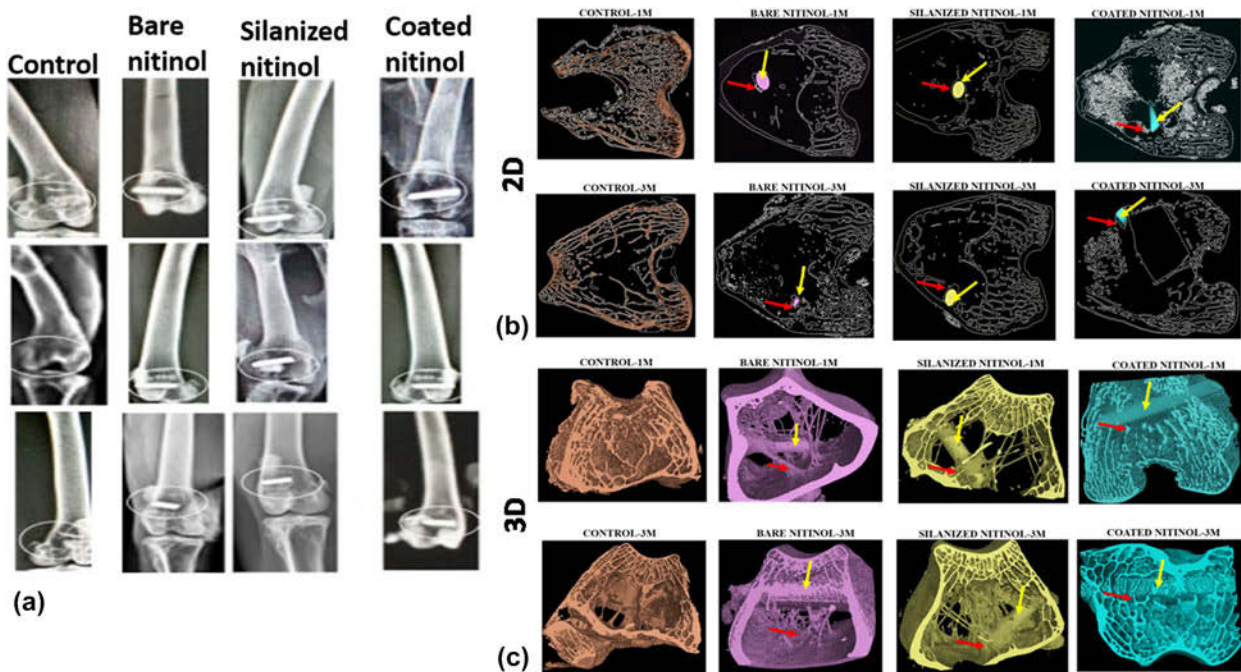 Control
Bare
nitinol
Silanized
nitinol
Coated
nitinol
(a)
2D
CONTROL-1M
BARE NITINOL-1M
SILANIZED NITINOL-1M
COATED NITINOL-1M
CONTROL-3M
BARE NITINOL-3M
SILANIZED NITINOL-3M
COATED NITINOL-3M
(b)
3D
CONTROL-1M
BARE NITINOL-1M
SILANIZED NITINOL-1M
COATED NITINOL-1M
CONTROL-3M
BARE NITINOL-3M
SILANIZED NITINOL-3M
COATED NITINOL-3M
(c)